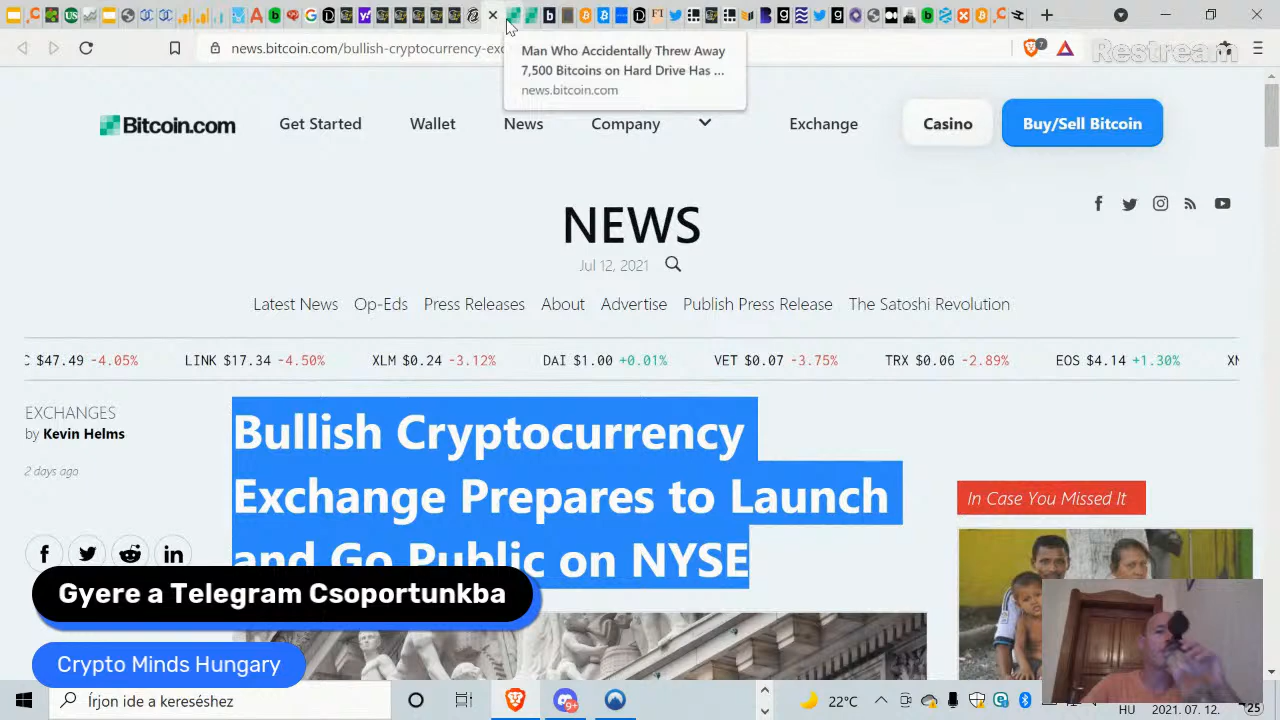 news.bitcoin.com/bullish-cryptocurrency-exc
Man Who Accidentally Threw Away
7,500 Bitcoins on Hard Drive Has ...
news.bitcoin.com
7
Restream
Bitcoin.com
Get Started
Wallet
News
Company
Exchange
Casino
Buy/Sell Bitcoin
NEWS
Jul 12, 2021
Latest News
Op-Eds
Press Releases
About
Advertise
Publish Press Release
The Satoshi Revolution
C $47.49 -4.05%
LINK $17.34 -4.50%
XLM $0.24 -3.12%
DAI $1.00 +0.01%
VET $0.07 -3.75%
TRX $0.06 -2.89%
EOS $4.14 +1.30%
XM
EXCHANGES
by Kevin Helms
2 days ago
Bullish Cryptocurrency
Exchange Prepares to Launch
and Go Public on NYSE
In Case You Missed It
Gyere a Telegram Csoportunkba
Crypto Minds Hungary
Írjon ide a kereséshez
9+
22°C
HU
2021. 07. 12.
25